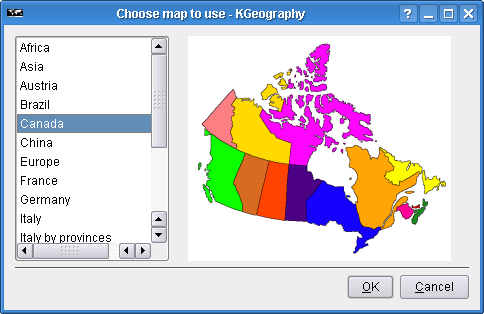 Choose map to use - KGeography
Africa
Asia
Austria
Brazil
Canada
China
Europe
France
Germany
Italy
Italy by provinces
OK Cancel